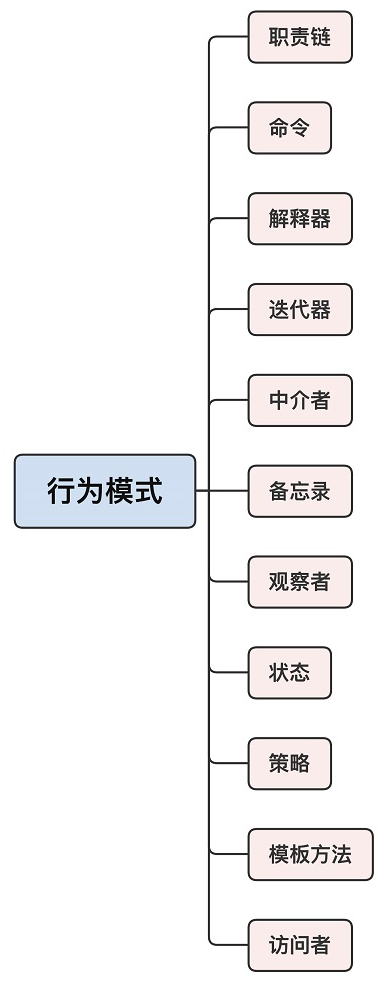 职责链
命令
解释器
迭代器
中介者
行为模式
备忘录
观察者
状态
策略
模板方法
访问者